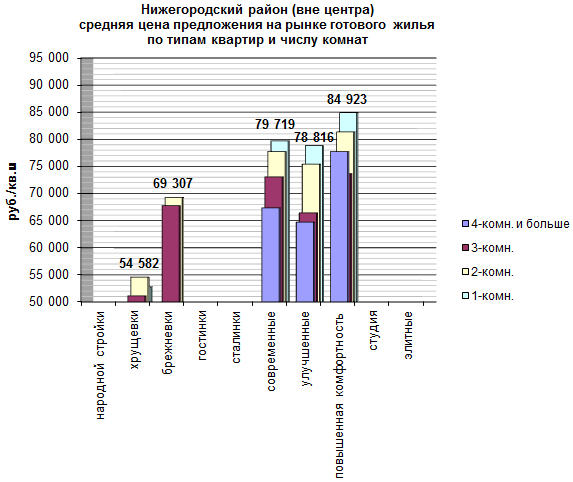 Нижегородский район (вне центра)
средняя цена предложения на рынке готового жилья
по типам квартир и числу комнат
руб./кв.м
95 000
90 000
85 000
80 000
75 000
70 000
65 000
60 000
55 000
50 000
54 582
69 307
79 719
78 816
84 923
народной стройки
хрущевки
брежневки
гостинки
сталинки
современные
улучшенные
повышенная комфортность
студия
элитные
4-комн. и больше
3-комн.
2-комн.
1-комн.